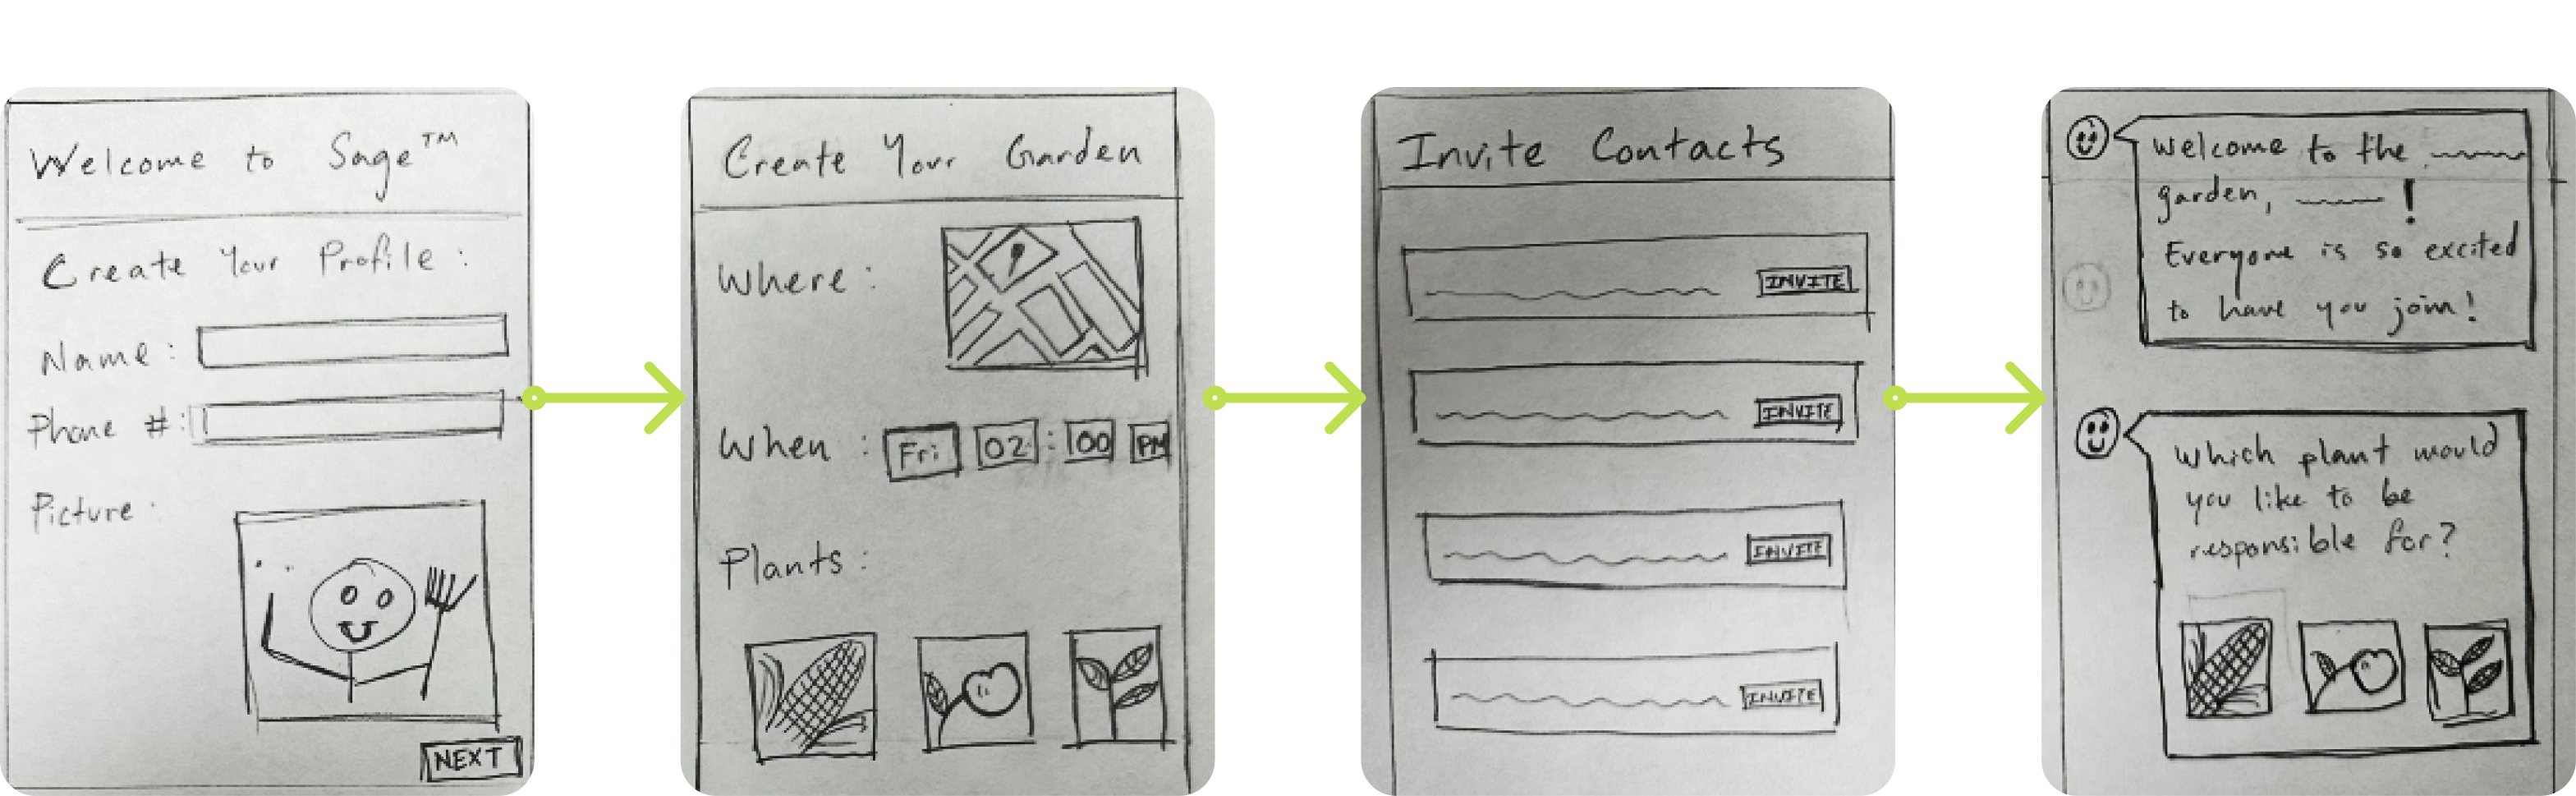 Welcome to Sage™
Create Your Profile:
Name:
Phone #:
Picture:
NEXT
Create Your Garden
Where:
When: Fri 02:00 PM
Plants:
Invite Contacts
INVITE
INVITE
INVITE
INVITE
Welcome to the
garden, !
Everyone is so excited
to have you join!
Which plant would
you like to be
responsible for?